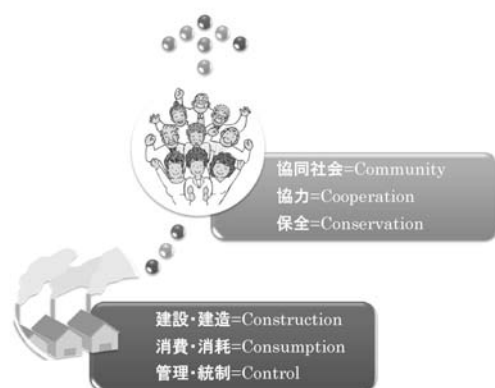 協同社会=Community
協力=Cooperation
保全=Conservation
建設・建造=Construction
消費・消耗=Consumption
管理・統制=Control